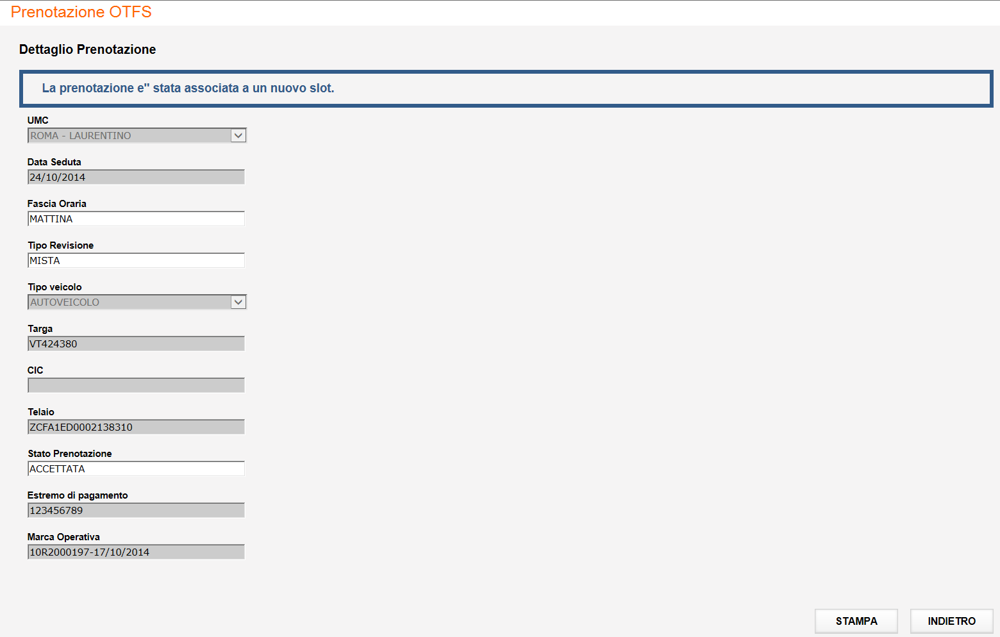 Prenotazione OTFS
Dettaglio Prenotazione
La prenotazione e" stata associata a un nuovo slot.
UMC
ROMA - LAURENTINO
Data Seduta
24/10/2014
Fascia Oraria
MATTINA
Tipo Revisione
MISTA
Tipo veicolo
AUTOVEICOLO
Targa
VT424380
CIC
Telaio
ZCFA1ED0002138310
Stato Prenotazione
ACCETTATA
Estremo di pagamento
123456789
Marca Operativa
10R2000197-17/10/2014
STAMPA INDIETRO